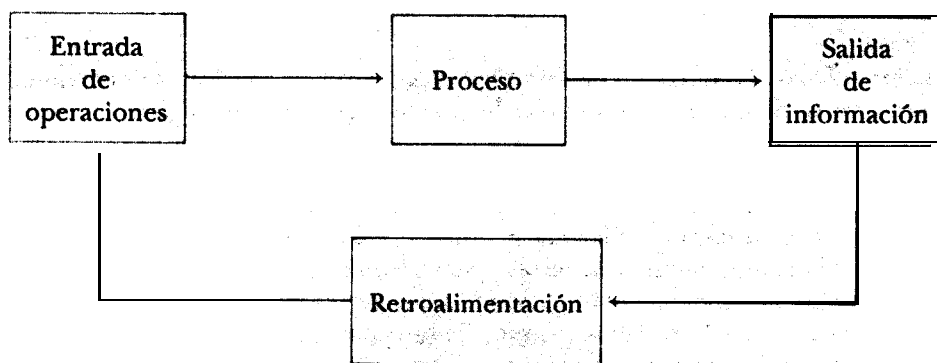 Entrada
de
operaciones
Proceso
Salida
de
información
Retroalimentación